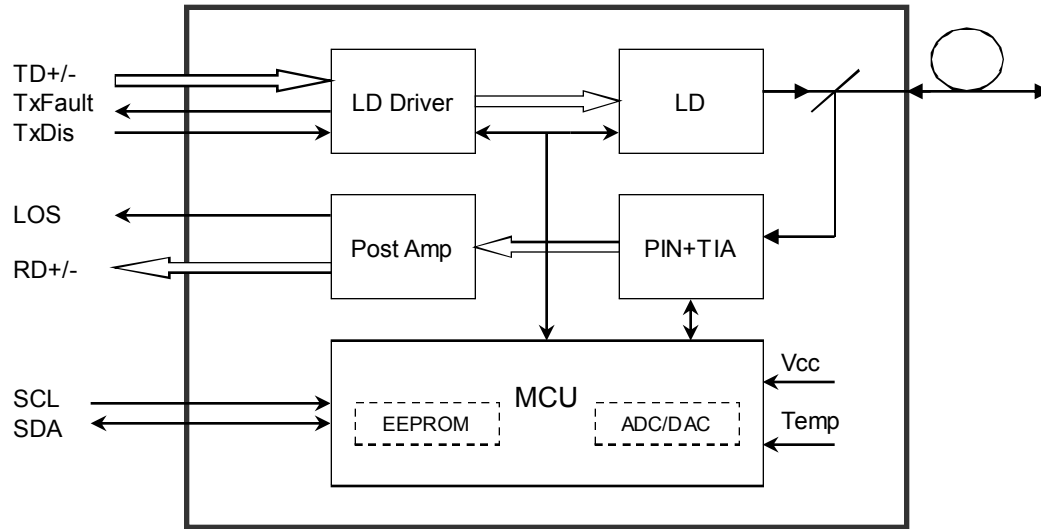 TD+/-
TxFault
TxDis
LD Driver
LD
LOS
RD+/-
Post Amp
PIN+TIA
SCL
SDA
MCU
EEPROM
ADC/DAC
Vcc
Temp